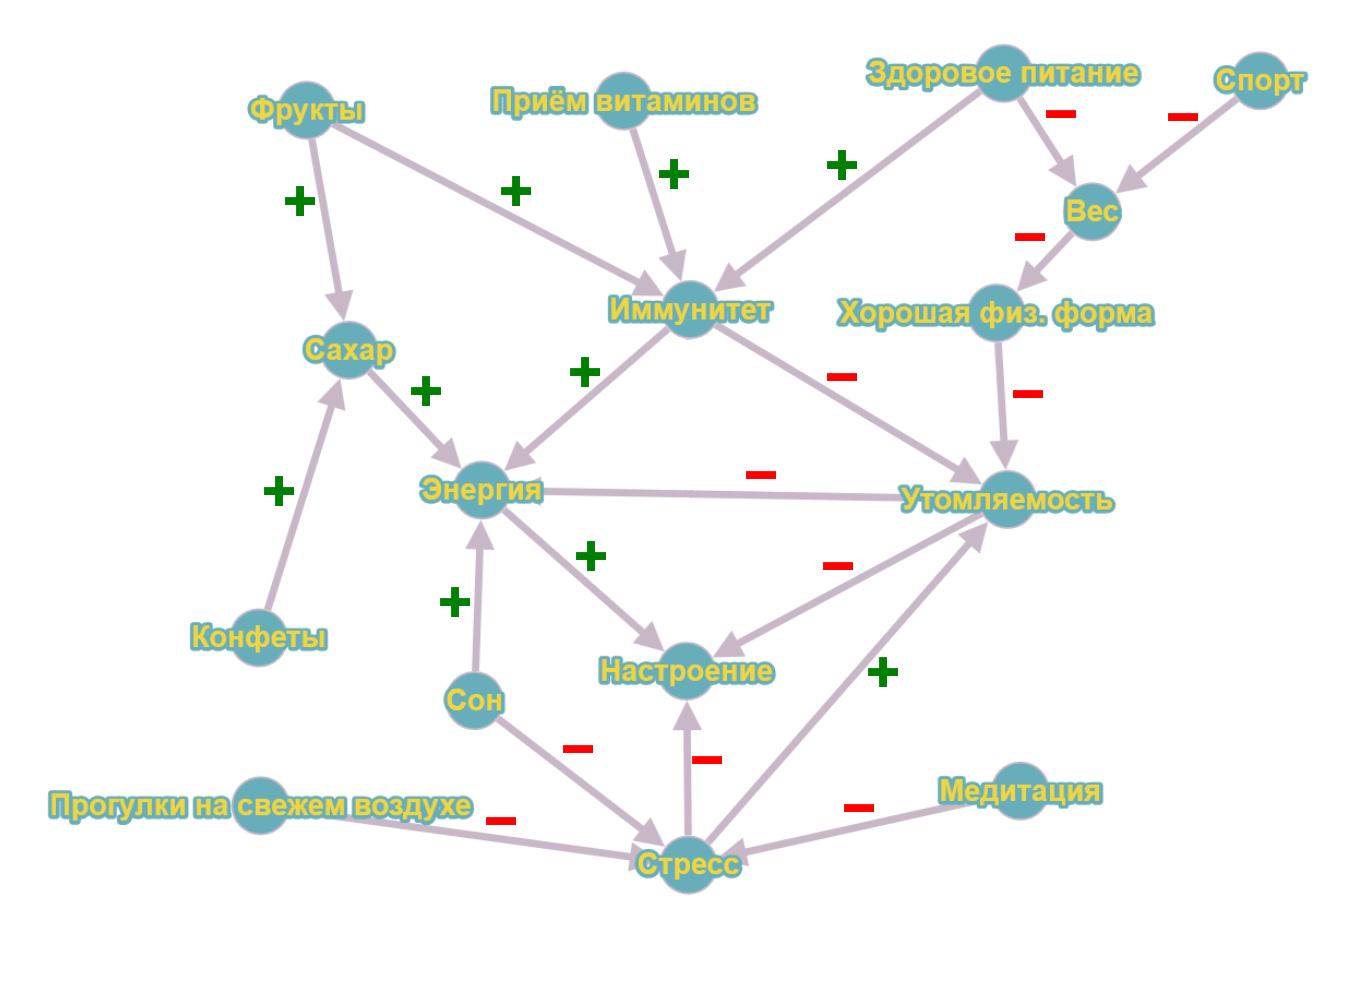 Здоровое питание
Спорт
Фрукты
Приём витаминов
+
+
+
+
−
−
Вес
−
Иммунитет
Хорошая физ. форма
Сахар
+
+
−
−
+
Энергия
−
Утомляемость
+
−
+
Конфеты
Настроение
+
Сон
−
−
Прогулки на свежем воздухе
−
−
Медитация
Стресс